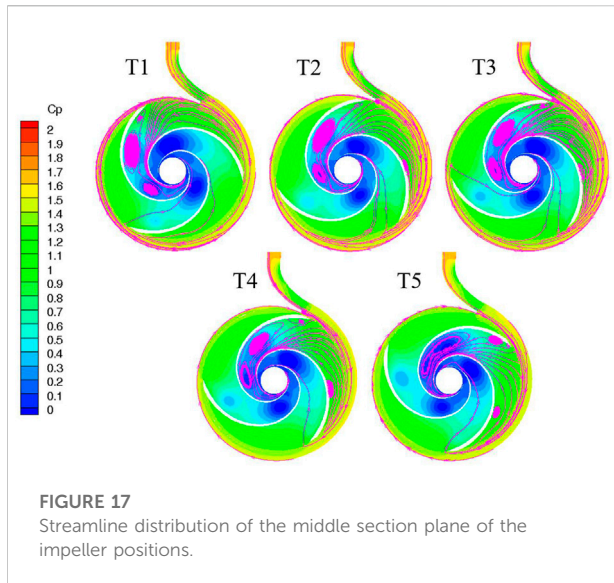 T1
T2
T3
Cp
2
1.9
1.8
1.7
1.6
1.5
1.4
1.3
1.2
1.1
1
0.9
0.8
0.7
0.6
0.5
0.4
0.3
0.2
0.1
0
T4
T5
FIGURE 17
Streamline distribution of the middle section plane of the
impeller positions.